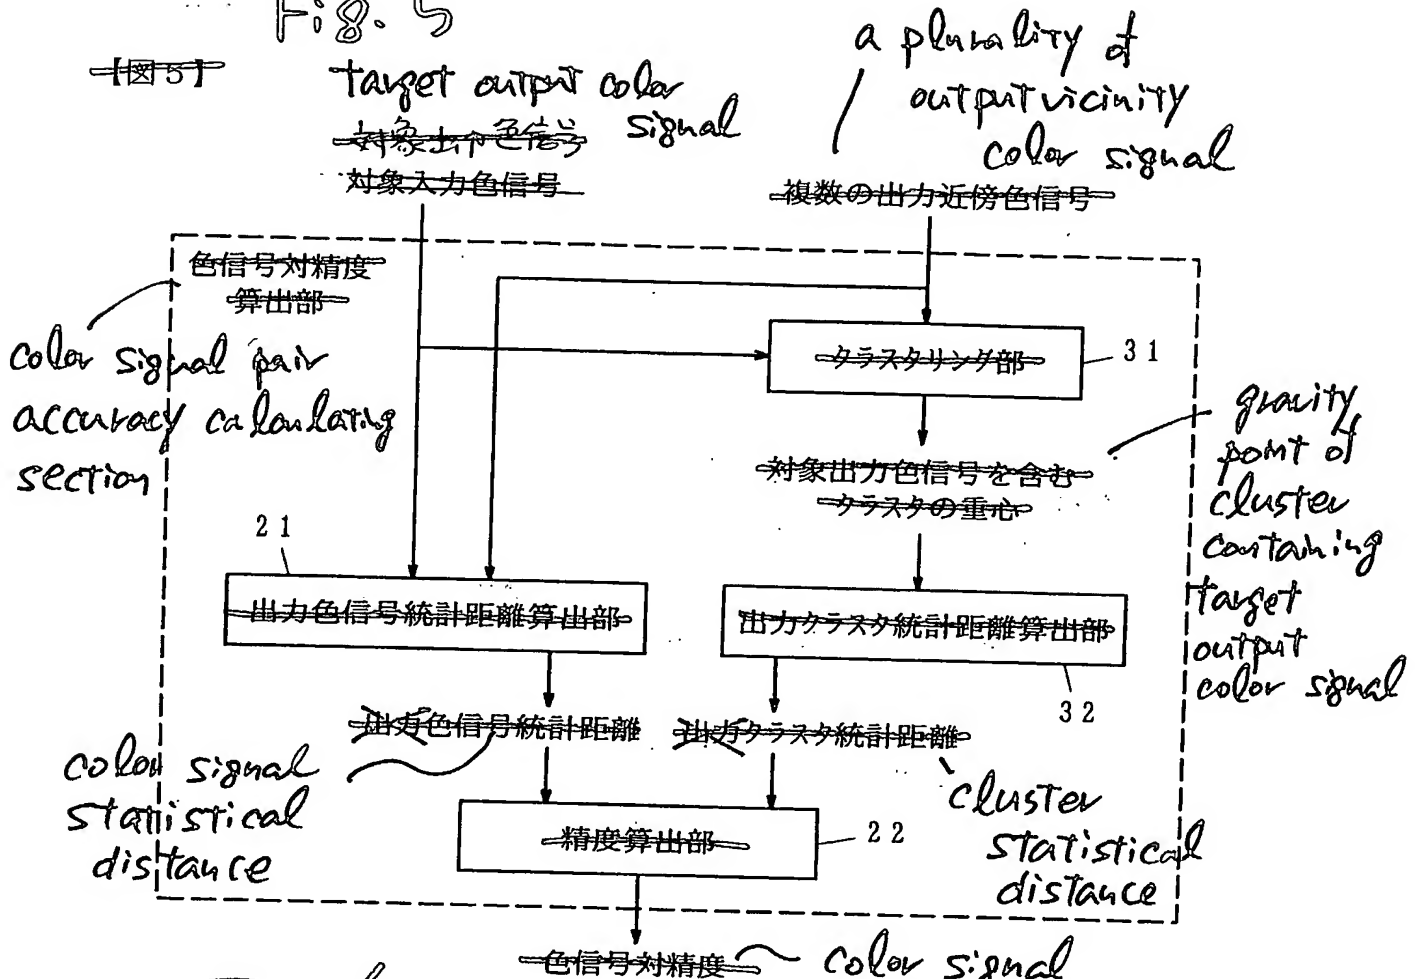 Fig. 5
【図5】
target output color
signal
対象出力色信号
対象入力色信号
a plurality of
output vicinity
color signal
複数の出力近傍色信号
色信号対精度
算出部
color signal pair
accuracy calculating
section
クラスタリング部
31
gravity
point of
cluster
containing
target
output
color signal
対象出力色信号を含む
クラスタの重心
21
出力色信号統計距離算出部
出力クラスタ統計距離算出部
32
出力色信号統計距離
出力クラスタ統計距離
color signal
statistical
distance
cluster
statistical
distance
精度算出部
22
色信号対精度
color signal